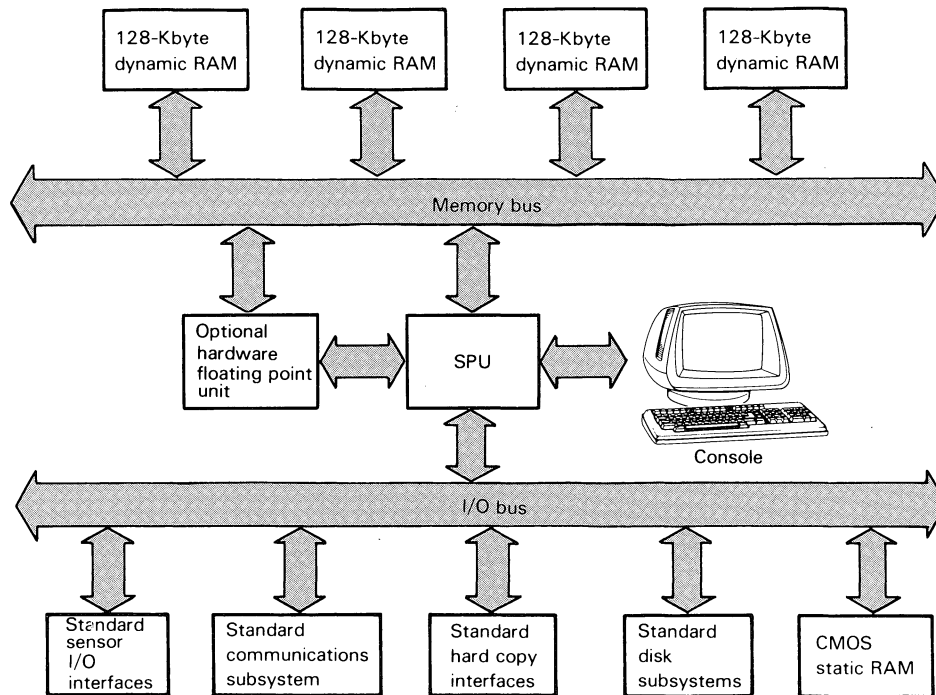 128-Kbyte
dynamic RAM
128-Kbyte
dynamic RAM
128-Kbyte
dynamic RAM
128-Kbyte
dynamic RAM
Memory bus
Optional
hardware
floating point
unit
SPU
Console
I/O bus
Standard
sensor
I/O
interfaces
Standard
communications
subsystem
Standard
hard copy
interfaces
Standard
disk
subsystems
CMOS
static RAM